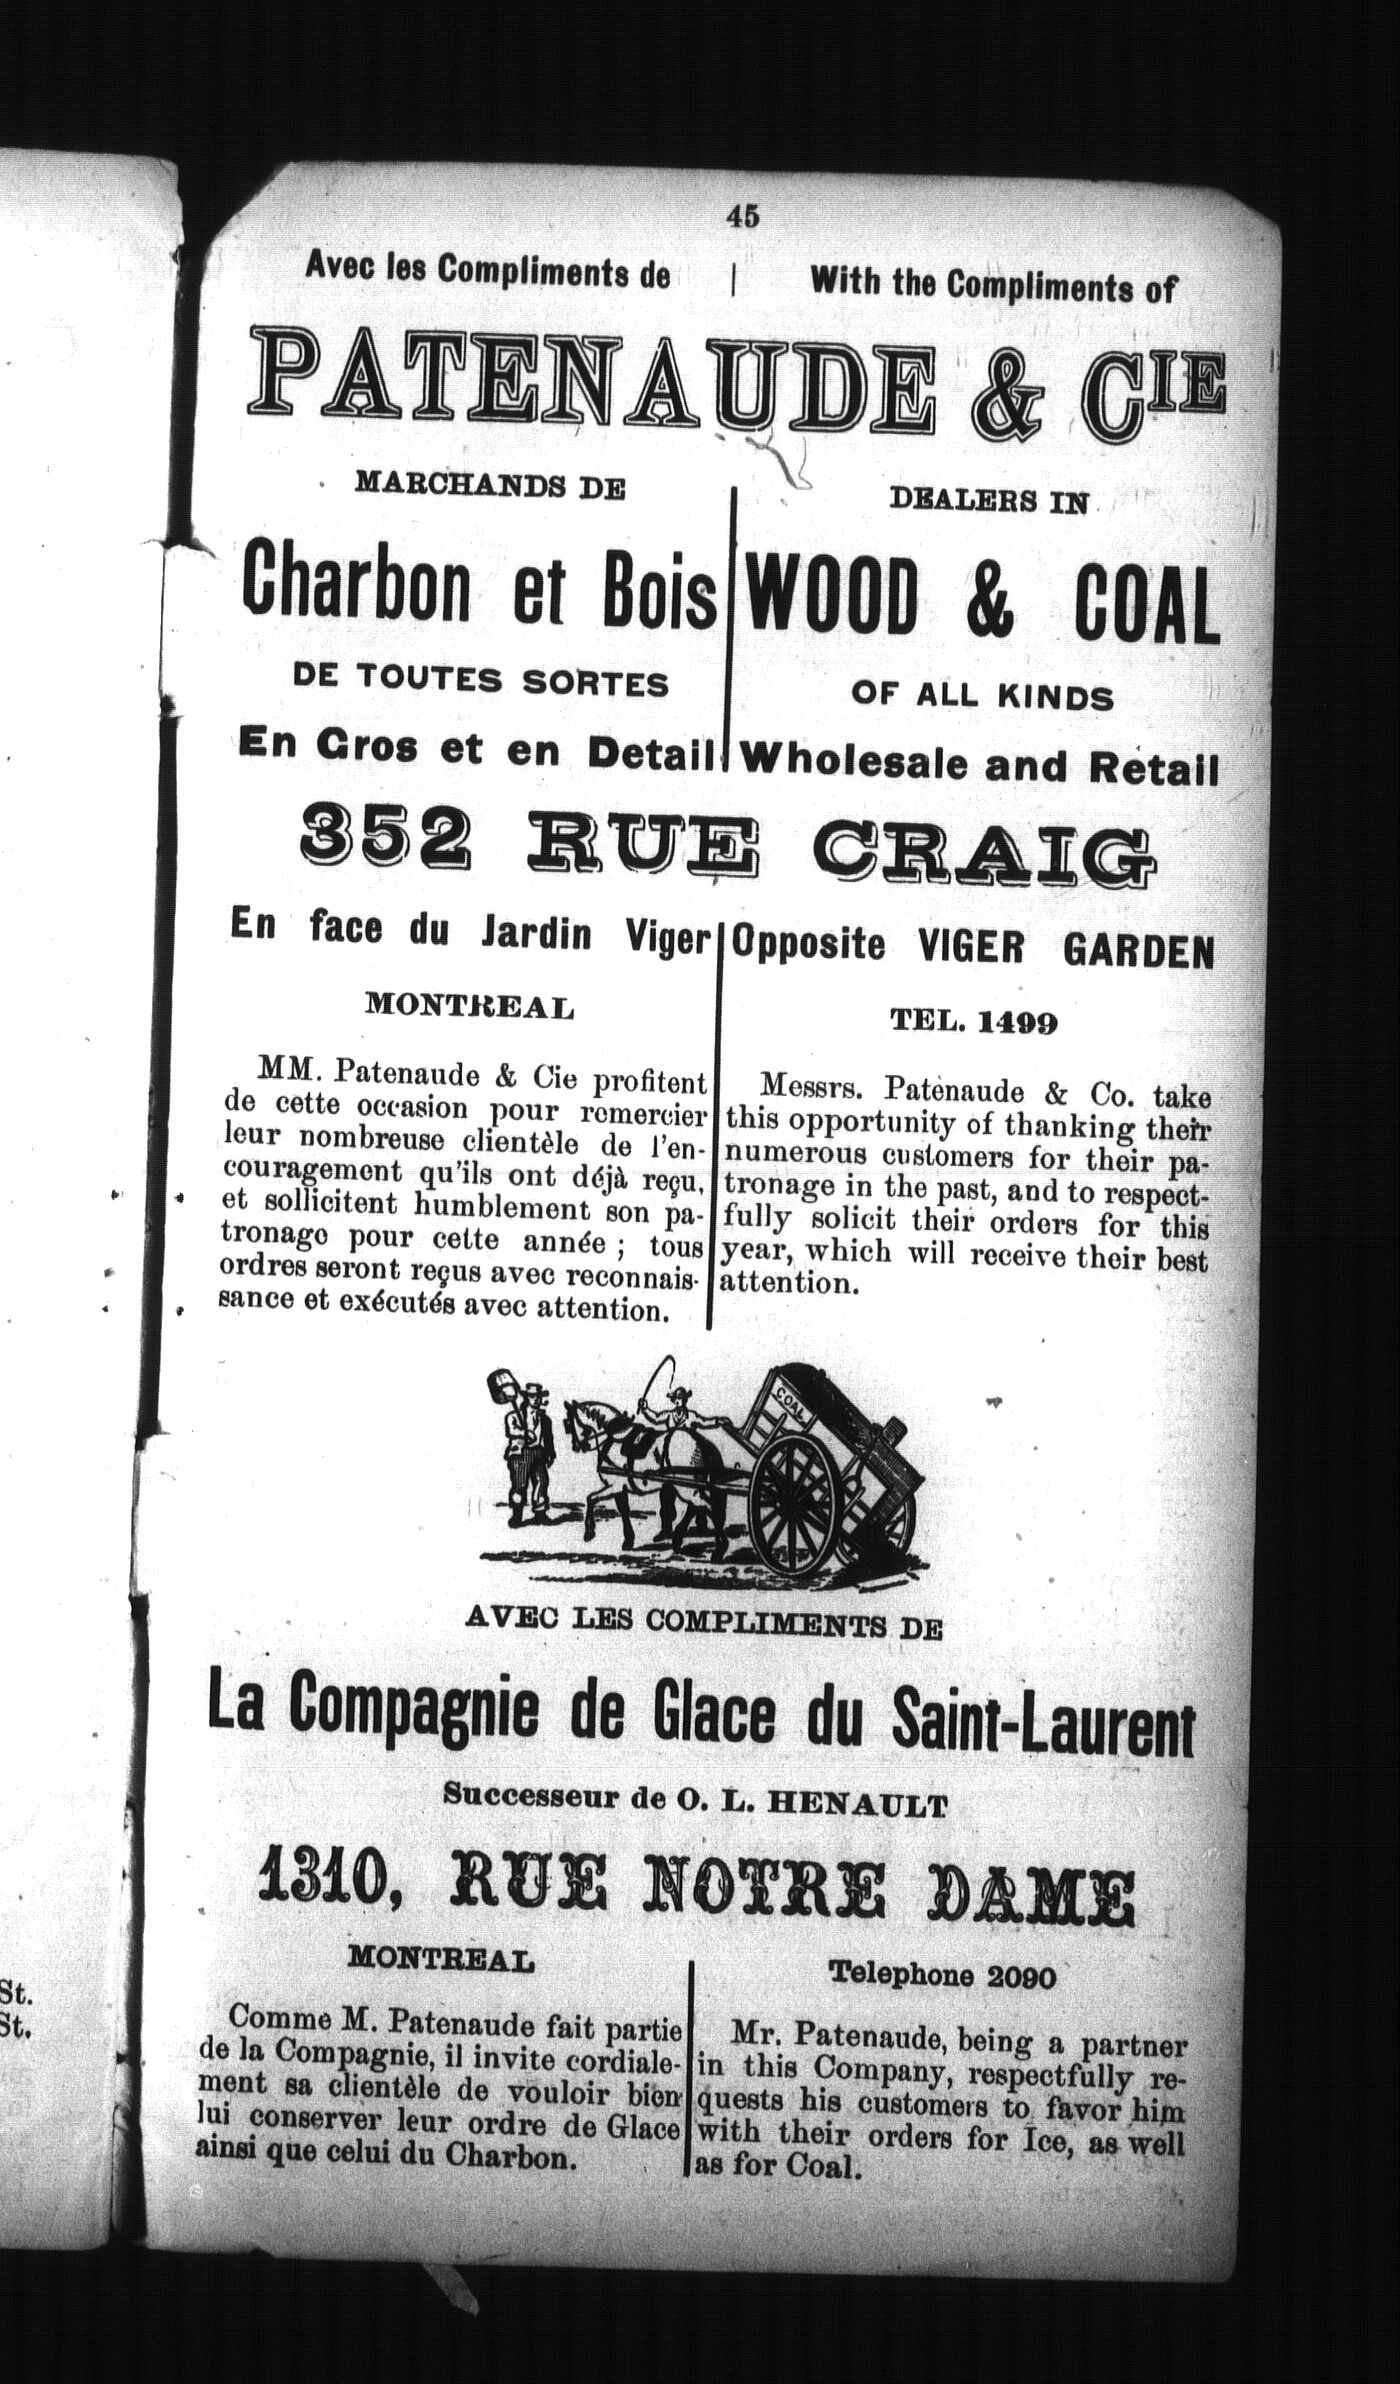 45
Avec les Compliments de | With the Compliments of
PATENAUDE & CIE
MARCHANDS DE
Charbon et Bois
DE TOUTES SORTES
En Gros et en Detail
DEALERS IN
WOOD & COAL
OF ALL KINDS
Wholesale and Retail
352 RUE CRAIG
En face du Jardin Viger
MONTREAL
MM. Patenaude & Cie profitent
de cette occasion pour remercier
leur nombreuse clientèle de l'en-
couragement qu'ils ont déjà reçu,
et sollicitent humblement son pa-
tronage pour cette année ; tous
ordres seront reçus avec reconnais-
sance et exécutés avec attention.
Opposite VIGER GARDEN
TEL. 1499
Messrs. Patenaude & Co. take
this opportunity of thanking their
numerous customers for their pa-
tronage in the past, and to respect-
fully solicit their orders for this
year, which will receive their best
attention.
COAL
AVEC LES COMPLIMENTS DE
La Compagnie de Glace du Saint-Laurent
Successeur de O. L. HENAULT
1310, RUE NOTRE DAME
MONTREAL
Comme M. Patenaude fait partie
de la Compagnie, il invite cordiale-
ment sa clientèle de vouloir bien
lui conserver leur ordre de Glace
ainsi que celui du Charbon.
Telephone 2090
Mr. Patenaude, being a partner
in this Company, respectfully re-
quests his customers to favor him
with their orders for Ice, as well
as for Coal.
St.
St.